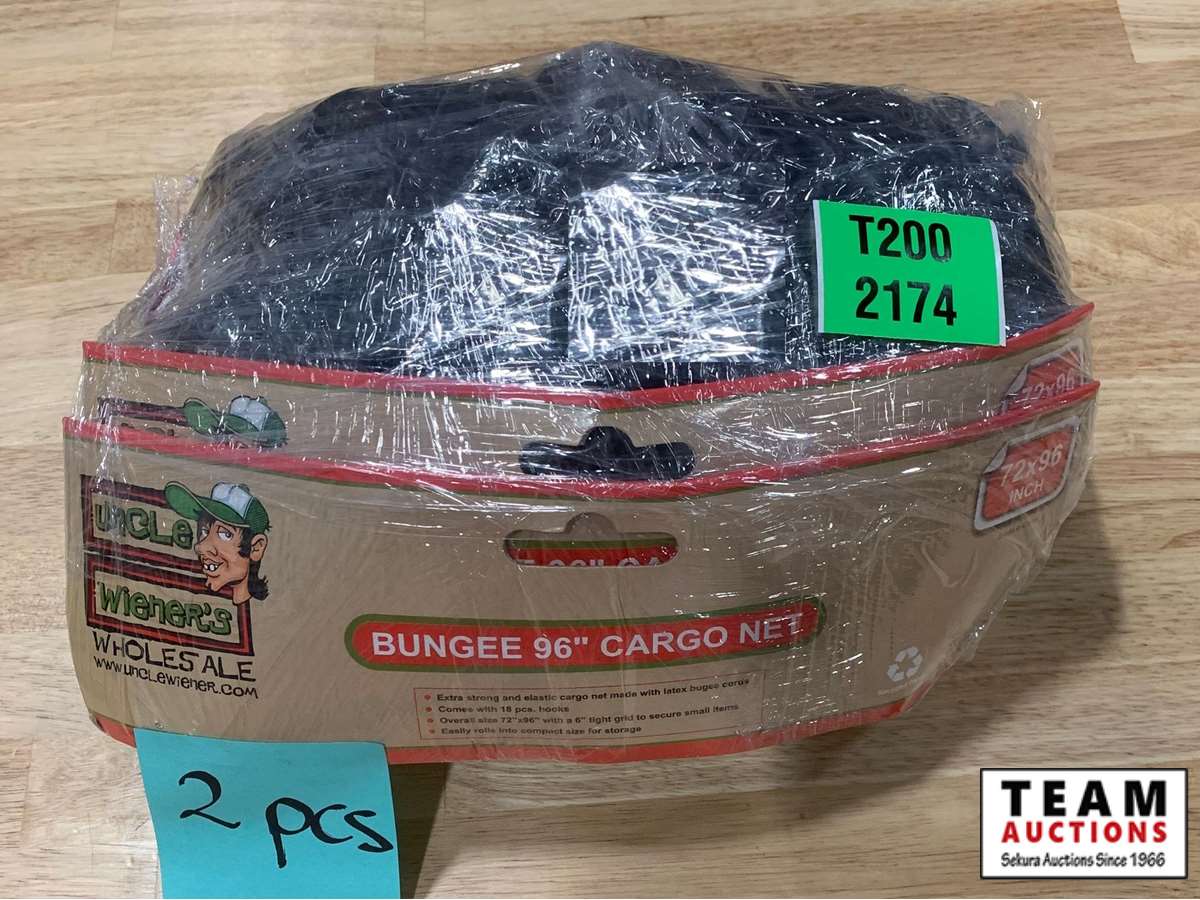 T200
2174
72x96
72x96
INCH
UNCLE
WIENER'S
WHOLESALE
www.unclewiener.com
BUNGEE 96" CARGO NET
Extra strong and elastic cargo net made with latex bugee cords
Comes with 18 pcs. hooks
Overall size 72"x96" with a 6" tight grid to secure small items
Easily rolls into compact size for storage
2 pcs
TEAM
AUCTIONS
Sekura Auctions Since 1966